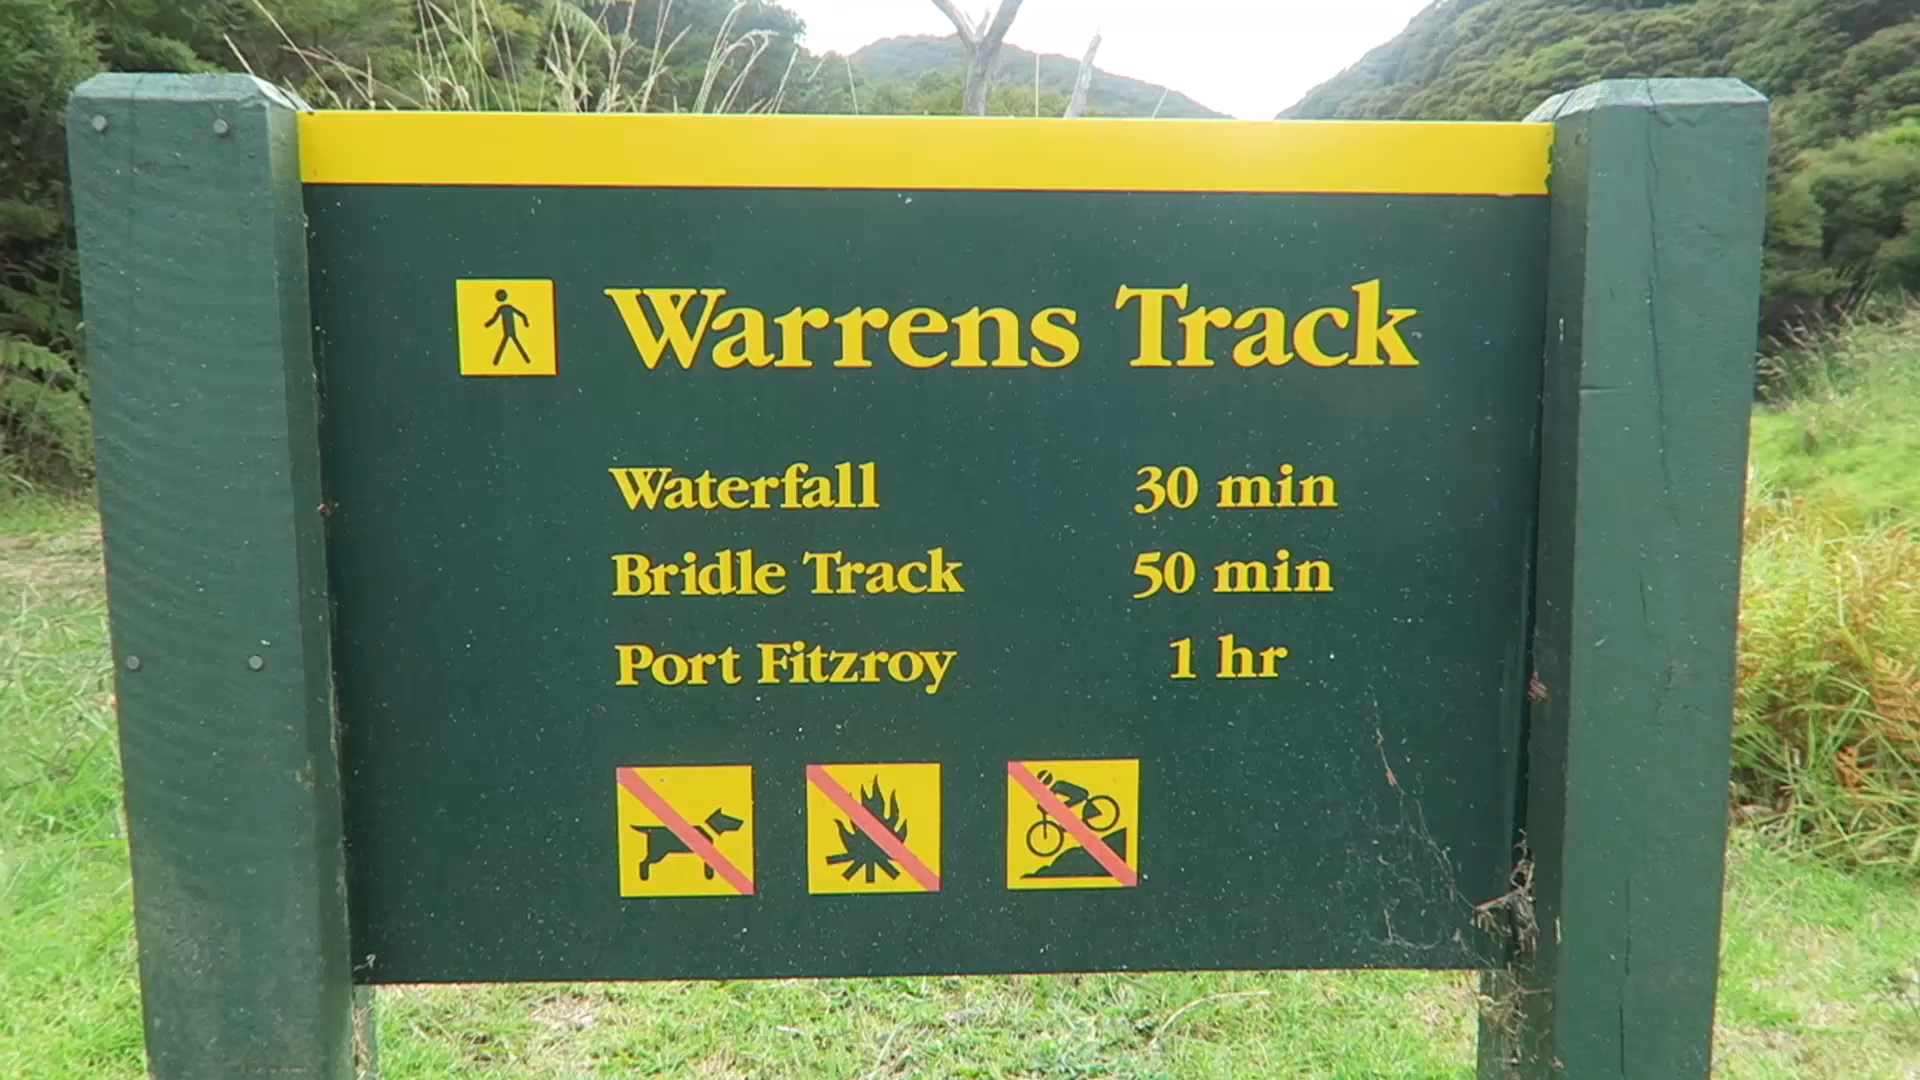 Warrens Track
Waterfall 30 min
Bridle Track 50 min
Port Fitzroy 1 hr